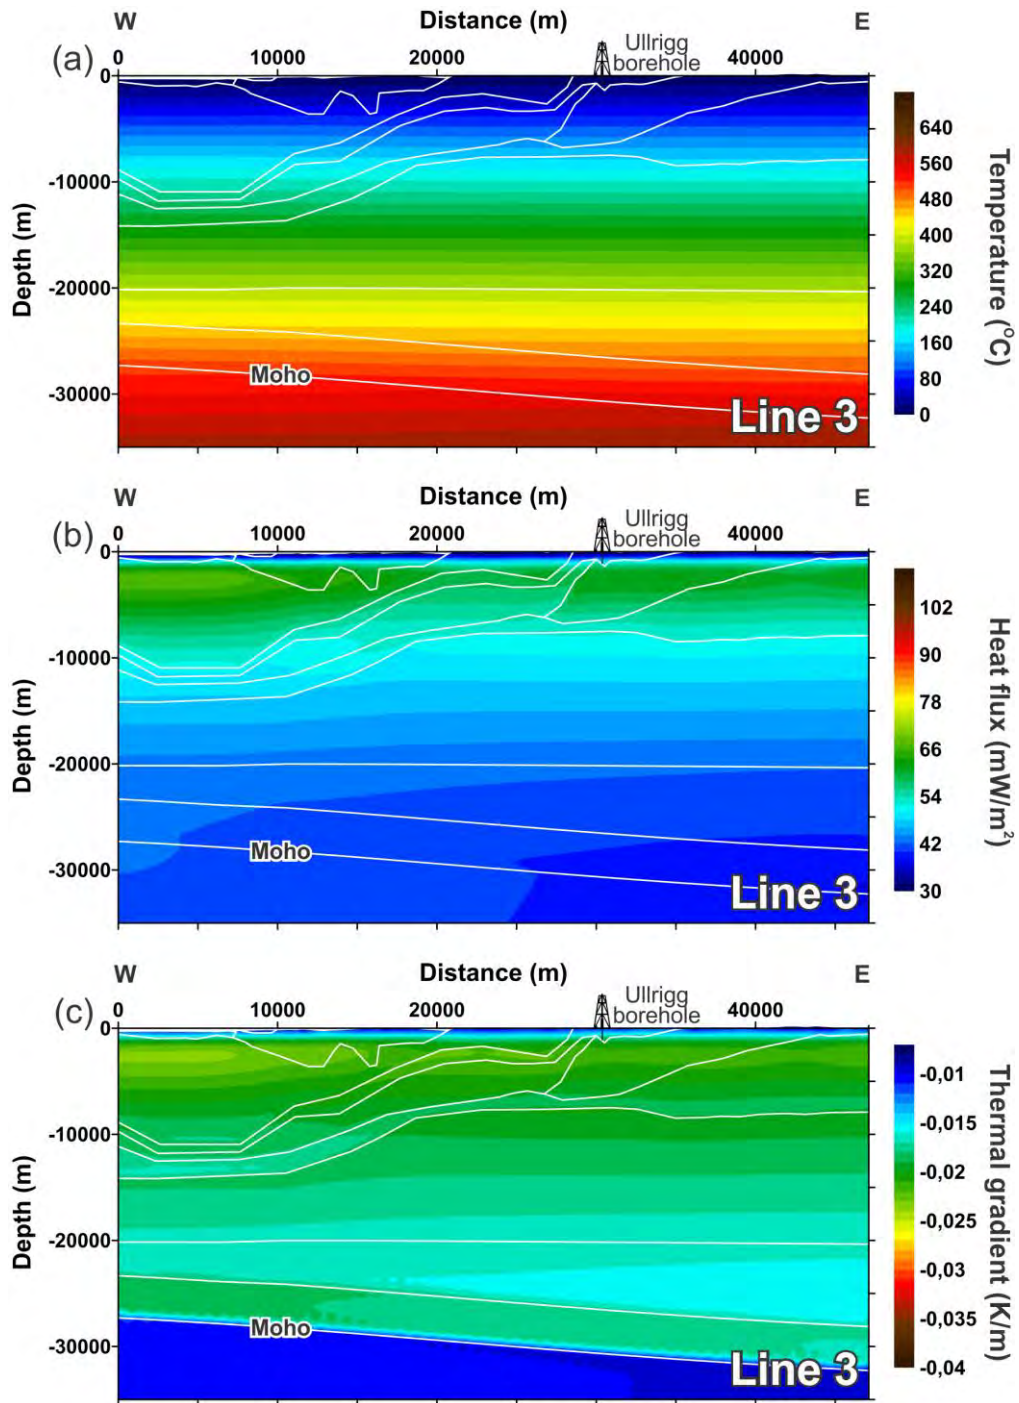 W Distance (m) E
(a) 0 10000 20000 Ullrigg 40000
borehole
0
-10000
-20000
-30000
Depth (m)
Moho
Line 3
640
560
480
400
320
240
160
80
0
Temperature (°C)
W Distance (m) E
(b) 0 10000 20000 Ullrigg 40000
borehole
0
-10000
-20000
-30000
Depth (m)
Moho
Line 3
102
90
78
66
54
42
30
Heat flux (mW/m²)
W Distance (m) E
(c) 0 10000 20000 Ullrigg 40000
borehole
0
-10000
-20000
-30000
Depth (m)
Moho
Line 3
-0,01
-0,015
-0,02
-0,025
-0,03
-0,035
-0,04
Thermal gradient (K/m)